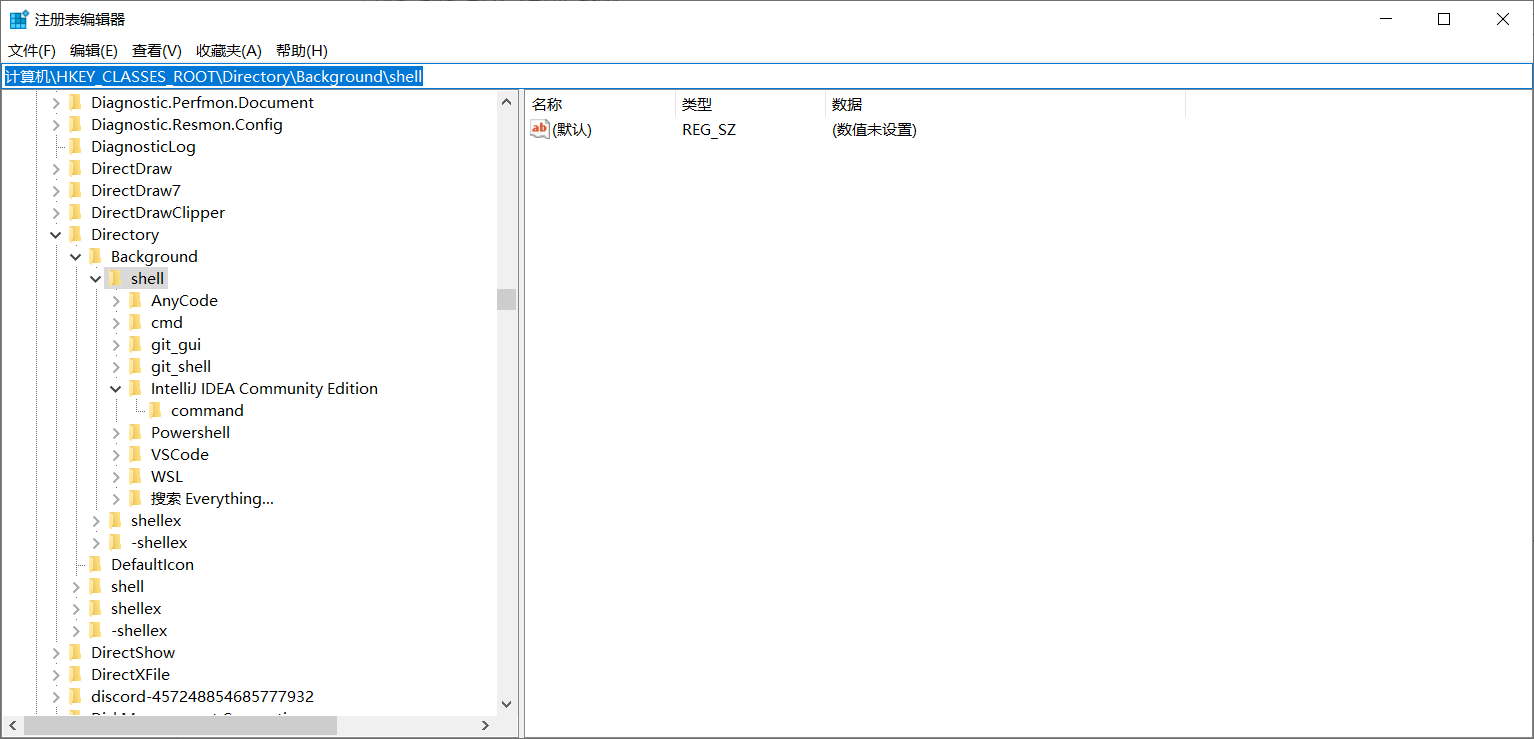 注册表编辑器
文件(F) 编辑(E) 查看(V) 收藏夹(A) 帮助(H)
计算机\HKEY_CLASSES_ROOT\Directory\Background\shell
Diagnostic.Perfmon.Document
Diagnostic.Resmon.Config
DiagnosticLog
DirectDraw
DirectDraw7
DirectDrawClipper
Directory
Background
shell
AnyCode
cmd
git_gui
git_shell
IntelliJ IDEA Community Edition
command
Powershell
VSCode
WSL
搜索 Everything...
shellex
-shellex
DefaultIcon
shell
shellex
-shellex
DirectShow
DirectXFile
discord-457248854685777932
名称 类型 数据
ab (默认) REG_SZ (数值未设置)